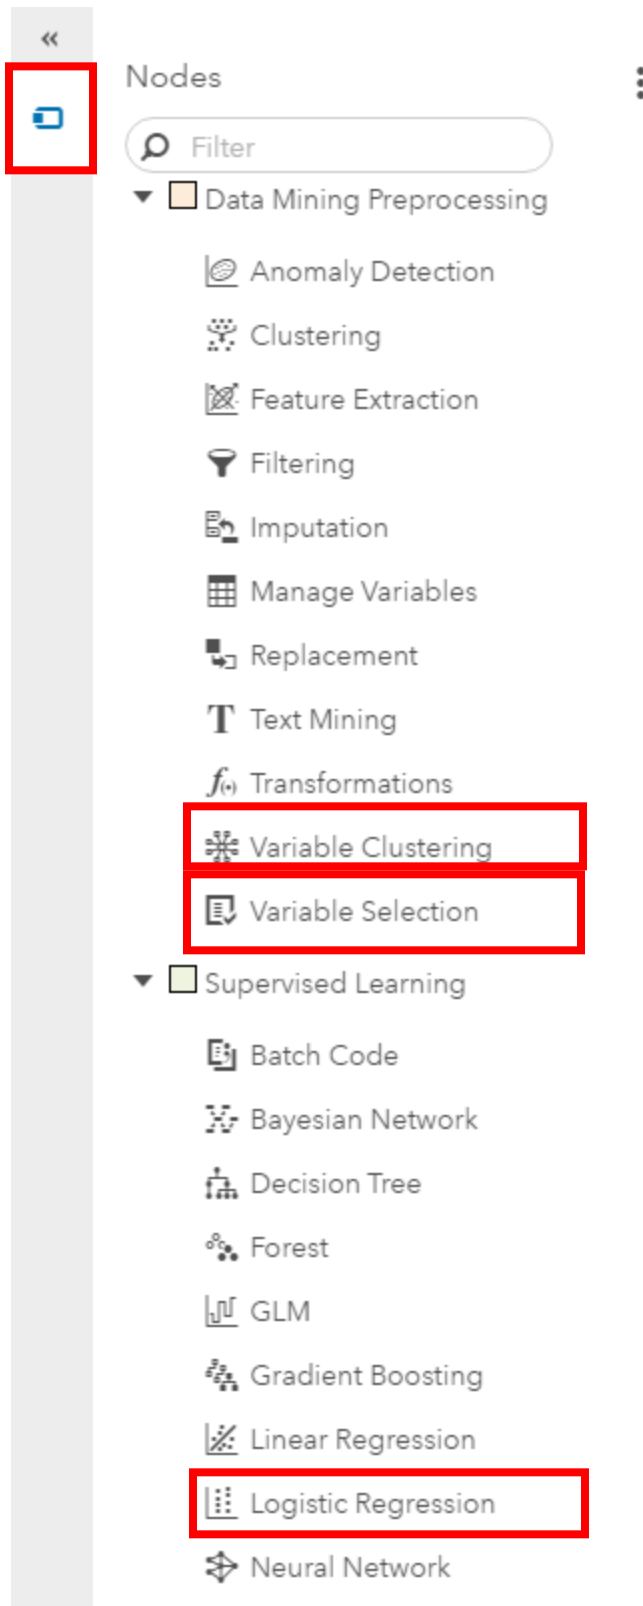 «
Nodes
Filter
Data Mining Preprocessing
Anomaly Detection
Clustering
Feature Extraction
Filtering
Imputation
Manage Variables
Replacement
Text Mining
Transformations
Variable Clustering
Variable Selection
Supervised Learning
Batch Code
Bayesian Network
Decision Tree
Forest
GLM
Gradient Boosting
Linear Regression
Logistic Regression
Neural Network